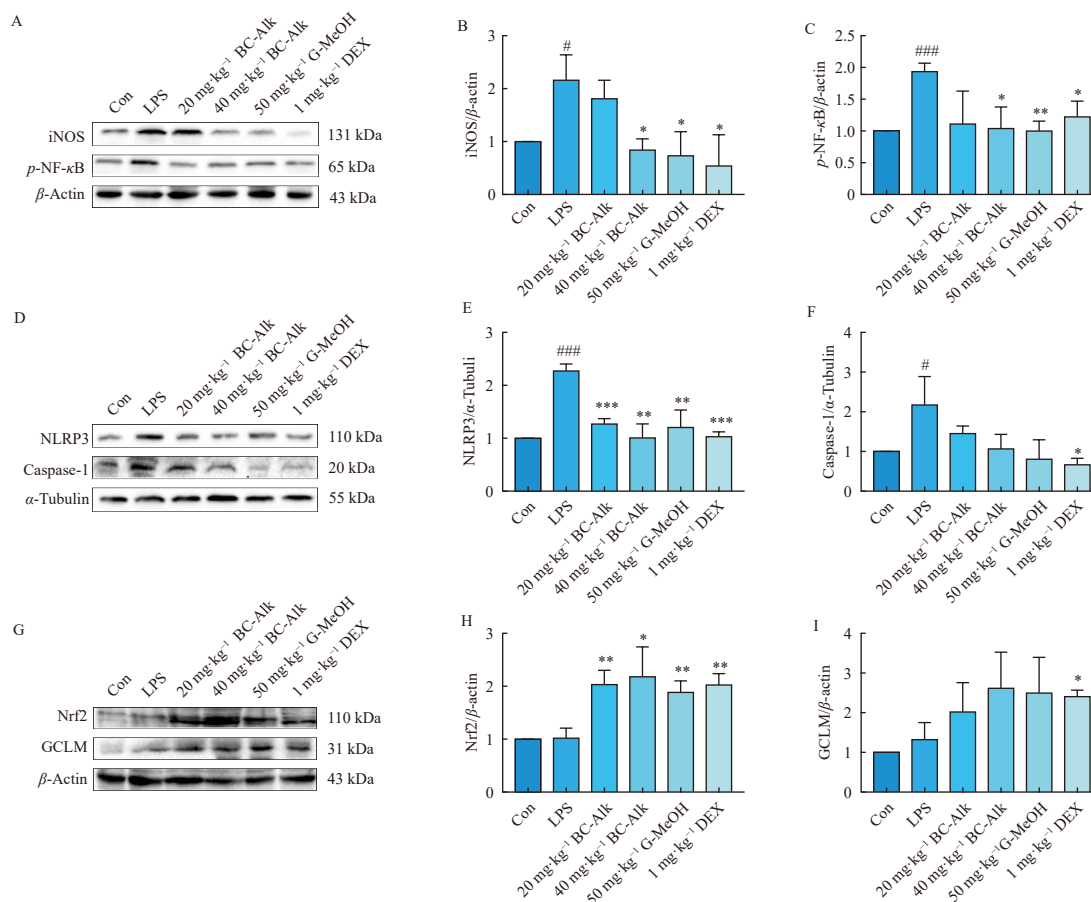 A
Con
LPS
20 mg·kg⁻¹ BC-Alk
40 mg·kg⁻¹ BC-Alk
50 mg·kg⁻¹ G-MeOH
1 mg·kg⁻¹ DEX
iNOS
131 kDa
p-NF-κB
65 kDa
β-Actin
43 kDa
B
iNOS/β-actin
3
2
1
0
#
*
*
*
Con
LPS
20 mg·kg⁻¹ BC-Alk
40 mg·kg⁻¹ BC-Alk
50 mg·kg⁻¹ G-MeOH
1 mg·kg⁻¹ DEX
C
p-NF-κB/β-actin
2.5
2.0
1.5
1.0
0.5
0
###
*
**
*
Con
LPS
20 mg·kg⁻¹ BC-Alk
40 mg·kg⁻¹ BC-Alk
50 mg·kg⁻¹ G-MeOH
1 mg·kg⁻¹ DEX
D
Con
LPS
20 mg·kg⁻¹ BC-Alk
40 mg·kg⁻¹ BC-Alk
50 mg·kg⁻¹ G-MeOH
1 mg·kg⁻¹ DEX
NLRP3
110 kDa
Caspase-1
20 kDa
α-Tubulin
55 kDa
E
NLRP3/α-Tubuli
3
2
1
0
###
***
**
**
***
Con
LPS
20 mg·kg⁻¹ BC-Alk
40 mg·kg⁻¹ BC-Alk
50 mg·kg⁻¹ G-MeOH
1 mg·kg⁻¹ DEX
F
Caspase-1/α-Tubulin
4
3
2
1
0
#
*
Con
LPS
20 mg·kg⁻¹ BC-Alk
40 mg·kg⁻¹ BC-Alk
50 mg·kg⁻¹ G-MeOH
1 mg·kg⁻¹ DEX
G
Con
LPS
20 mg·kg⁻¹ BC-Alk
40 mg·kg⁻¹ BC-Alk
50 mg·kg⁻¹ G-MeOH
1 mg·kg⁻¹ DEX
Nrf2
110 kDa
GCLM
31 kDa
β-Actin
43 kDa
H
Nrf2/β-actin
3
2
1
0
**
*
**
**
Con
LPS
20 mg·kg⁻¹ BC-Alk
40 mg·kg⁻¹ BC-Alk
50 mg·kg⁻¹ G-MeOH
1 mg·kg⁻¹ DEX
I
GCLM/β-actin
4
3
2
1
0
*
Con
LPS
20 mg·kg⁻¹ BC-Alk
40 mg·kg⁻¹ BC-Alk
50 mg·kg⁻¹G-MeOH
1 mg·kg⁻¹ DEX